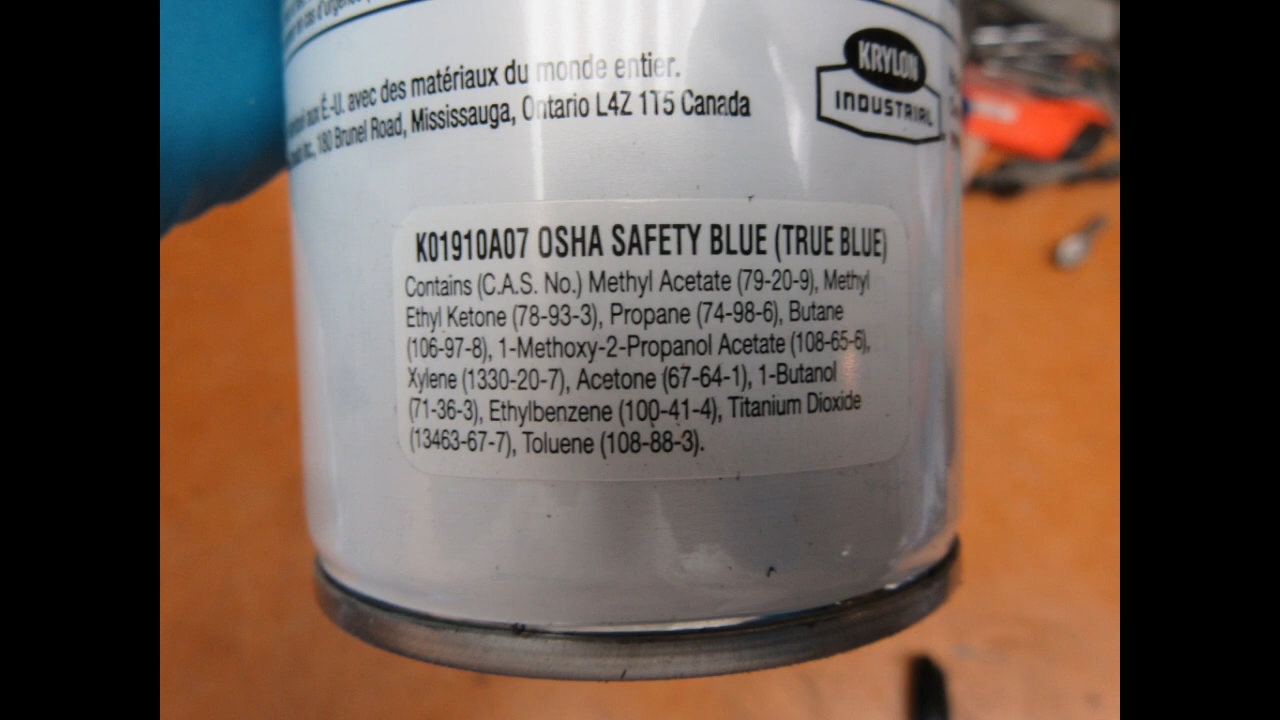 en cas d'urgence
aux É.-U. avec des matériaux du monde entier.
Inc., 180 Brunel Road, Mississauga, Ontario L4Z 1T5 Canada
KRYLON
INDUSTRIAL
K01910A07 OSHA SAFETY BLUE (TRUE BLUE)
Contains (C.A.S. No.) Methyl Acetate (79-20-9), Methyl
Ethyl Ketone (78-93-3), Propane (74-98-6), Butane
(106-97-8), 1-Methoxy-2-Propanol Acetate (108-65-6),
Xylene (1330-20-7), Acetone (67-64-1), 1-Butanol
(71-36-3), Ethylbenzene (100-41-4), Titanium Dioxide
(13463-67-7), Toluene (108-88-3).